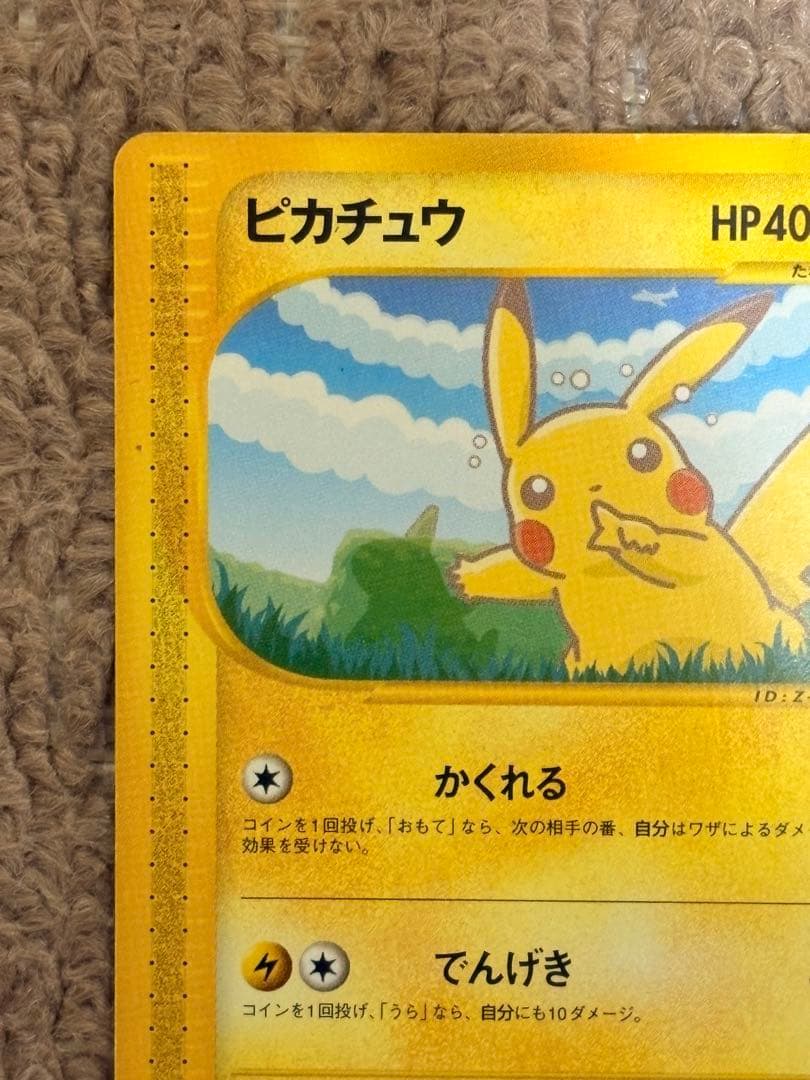 ピカチュウ HP40
た
ID:Z-
かくれる
コインを1回投げ、「おもて」なら、次の相手の番、自分はワザによるダメ
効果を受けない。
でんげき
コインを1回投げ、「うら」なら、自分にも10ダメージ。